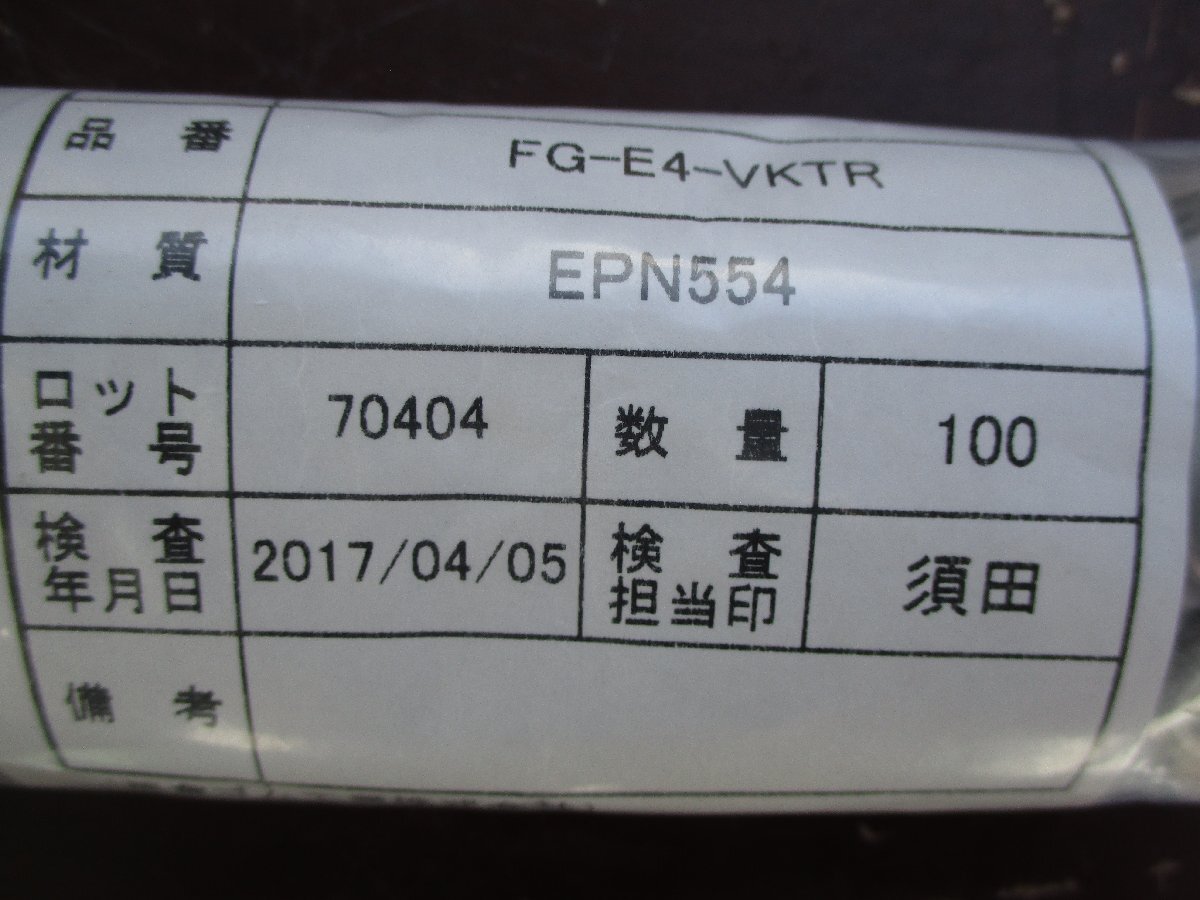 品番 FG-E4-VKTR
材質 EPN554
ロット番号 70404 数量 100
検査年月日 2017/04/05 検査担当印 須田
備考